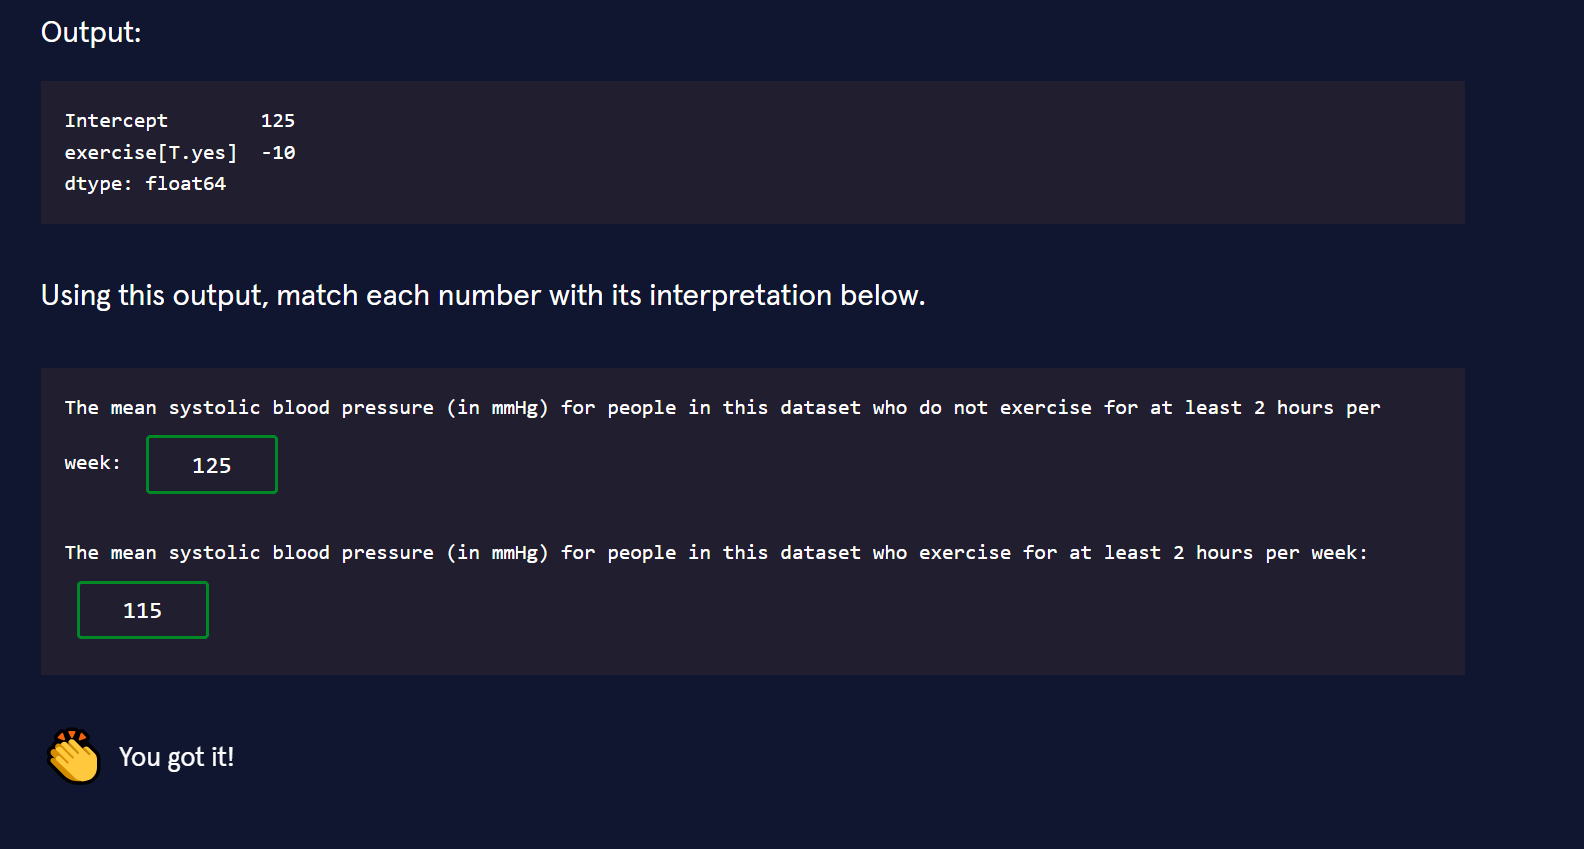 Output:
Intercept        125
exercise[T.yes]  -10
dtype: float64
Using this output, match each number with its interpretation below.
The mean systolic blood pressure (in mmHg) for people in this dataset who do not exercise for at least 2 hours per
week: 125
The mean systolic blood pressure (in mmHg) for people in this dataset who exercise for at least 2 hours per week:
115
You got it!